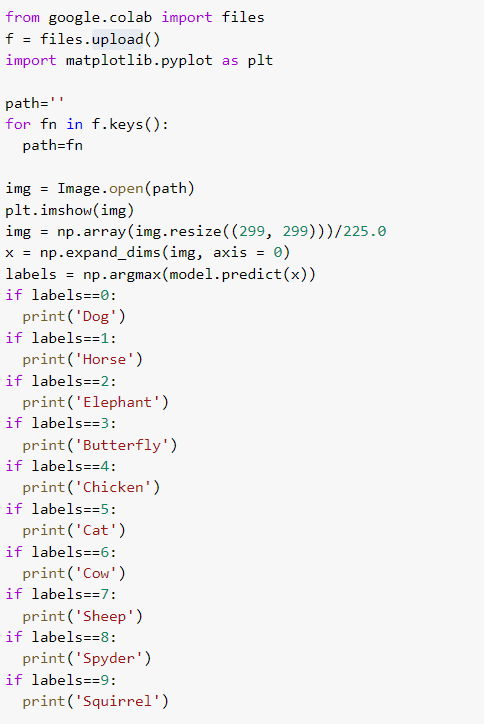 from google.colab import files
f = files.upload()
import matplotlib.pyplot as plt

path=''
for fn in f.keys():
  path=fn

img = Image.open(path)
plt.imshow(img)
img = np.array(img.resize((299, 299)))/225.0
x = np.expand_dims(img, axis = 0)
labels = np.argmax(model.predict(x))
if labels==0:
  print('Dog')
if labels==1:
  print('Horse')
if labels==2:
  print('Elephant')
if labels==3:
  print('Butterfly')
if labels==4:
  print('Chicken')
if labels==5:
  print('Cat')
if labels==6:
  print('Cow')
if labels==7:
  print('Sheep')
if labels==8:
  print('Spyder')
if labels==9:
  print('Squirrel')